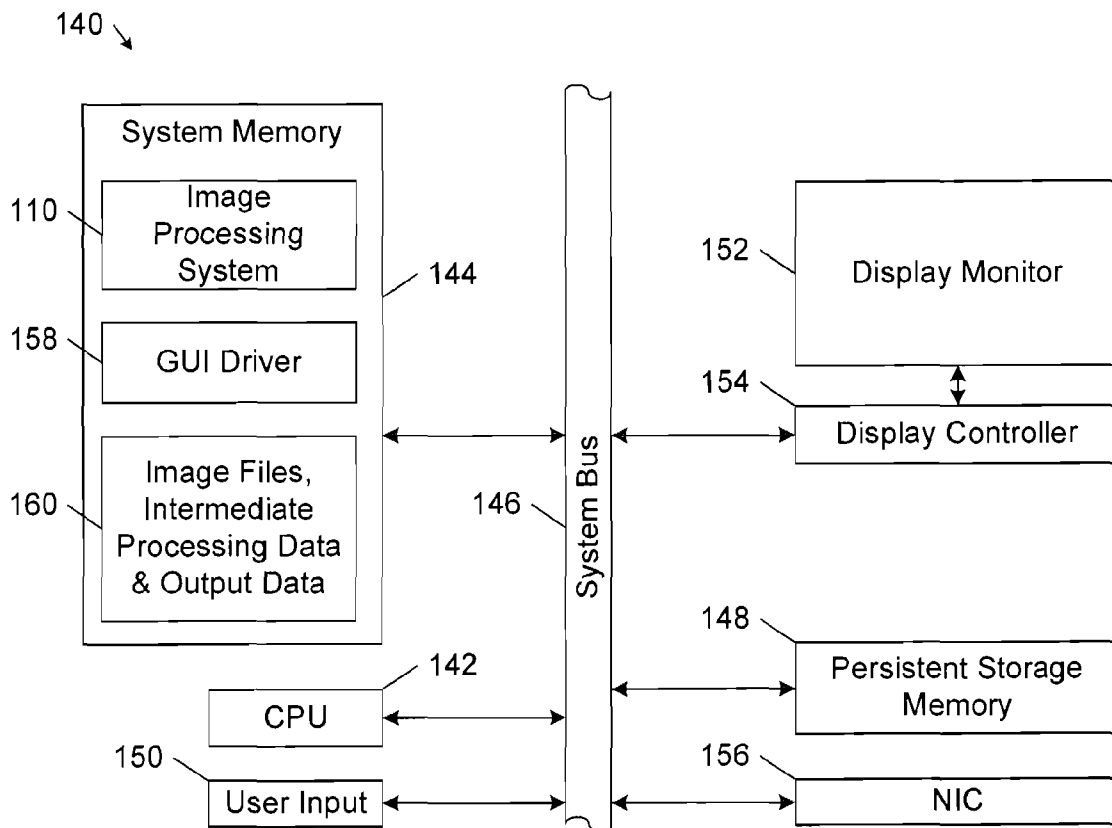 140
System Memory
110
Image
Processing
System
144
158
GUI Driver
160
Image Files,
Intermediate
Processing Data
& Output Data
142
CPU
150
User Input
146
System Bus
152
Display Monitor
154
Display Controller
148
Persistent Storage
Memory
156
NIC